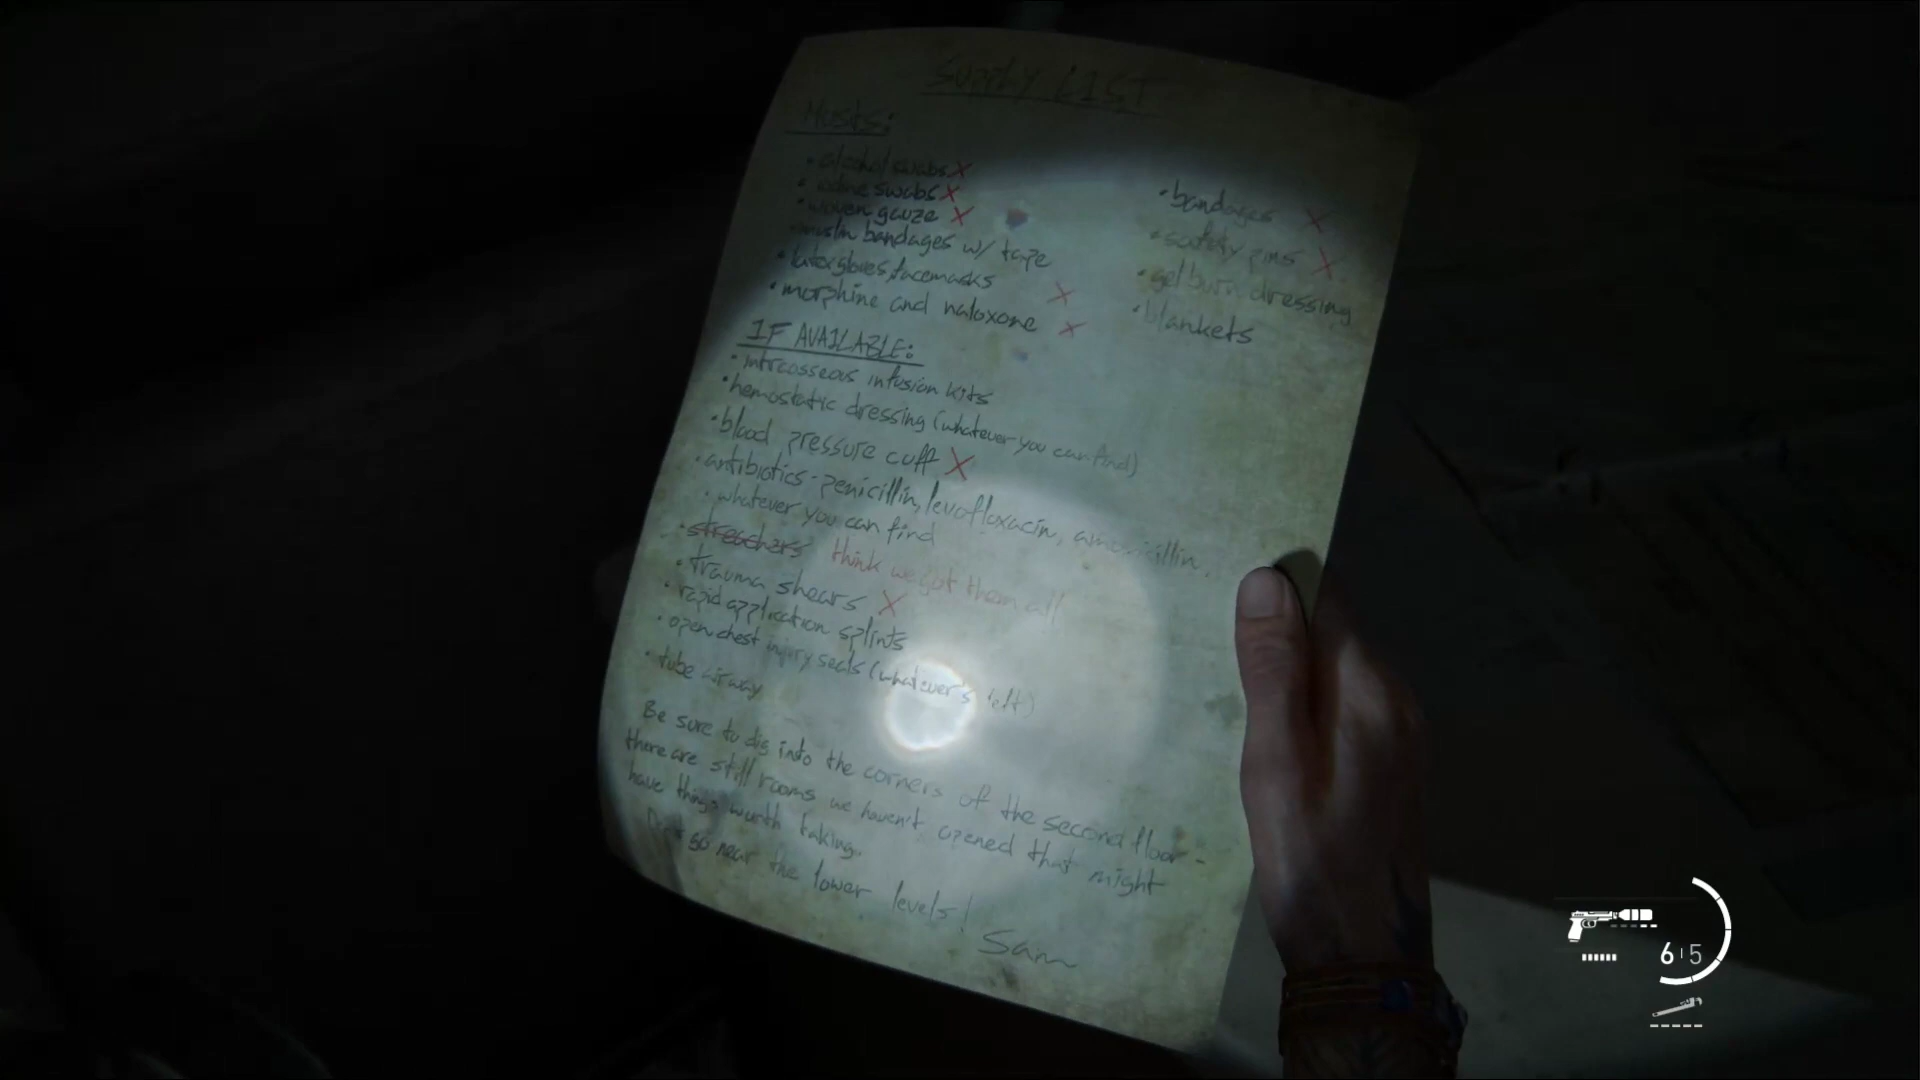 Supply LIST
Musts:
• alcohol swabs X
• iodine swabs X
• woven gauze X
• muslin bandages w/ tape
• latex gloves, facemasks X
• morphine and naloxone X
• bandages X
• safety pins X
• gel burn dressing
• blankets
IF AVAILABLE:
• intraosseous infusion kits
• hemostatic dressing (whatever you can find)
• blood pressure cuff X
• antibiotics - penicillin, levofloxacin, amoxicillin.
• whatever you can find
• streachers think we got them all
• trauma shears X
• rapid application splints
• open chest injury seals (whatever's left)
• tube airway
Be sure to dig into the corners of the second floor -
there are still rooms we haven't opened that might
have things worth taking.
Don't go near the lower levels!
Sam
6 | 5